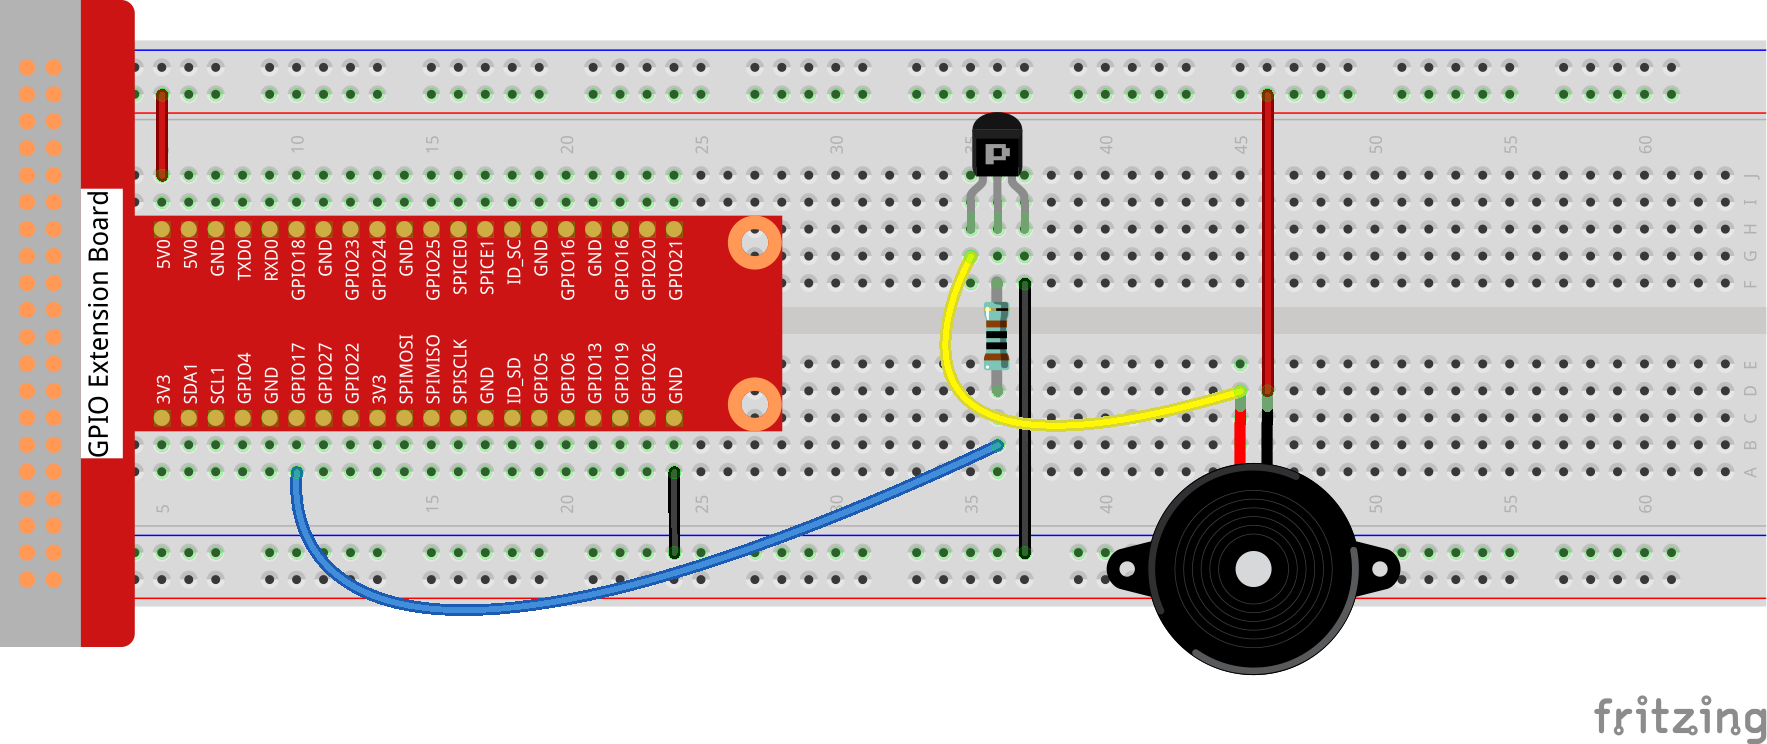 10 15 20 25 30 35 40 45 50 55 60
J
I
H
G
F
GPIO Extension Board
5V0 5V0 GND TXD0 RXD0 GPIO18 GND GPIO23 GPIO24 GND GPIO25 SPICE0 SPICE1 ID_SC GND GPIO16 GND GPIO16 GPIO20 GPIO21
P
3V3 SDA1 SCL1 GPIO4 GND GPIO17 GPIO27 GPIO22 3V3 SPIMOSI SPIMISO SPISCLK GND ID_SD GPIO5 GPIO6 GPIO13 GPIO19 GPIO26 GND
E
D
C
B
A
5 15 20 25 30 35 40 50 55 60
fritzing